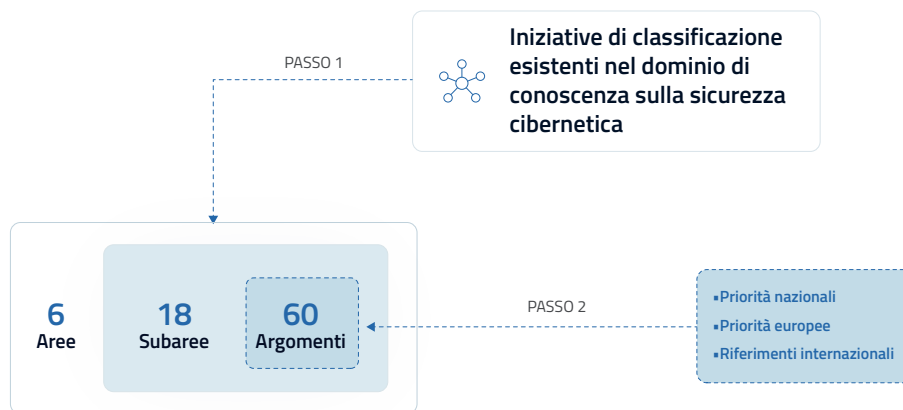 PASSO 1
Iniziative di classificazione
esistenti nel dominio di
conoscenza sulla sicurezza
cibernetica
6
Aree
18
Subaree
60
Argomenti
PASSO 2
▪Priorità nazionali
▪Priorità europee
▪Riferimenti internazionali